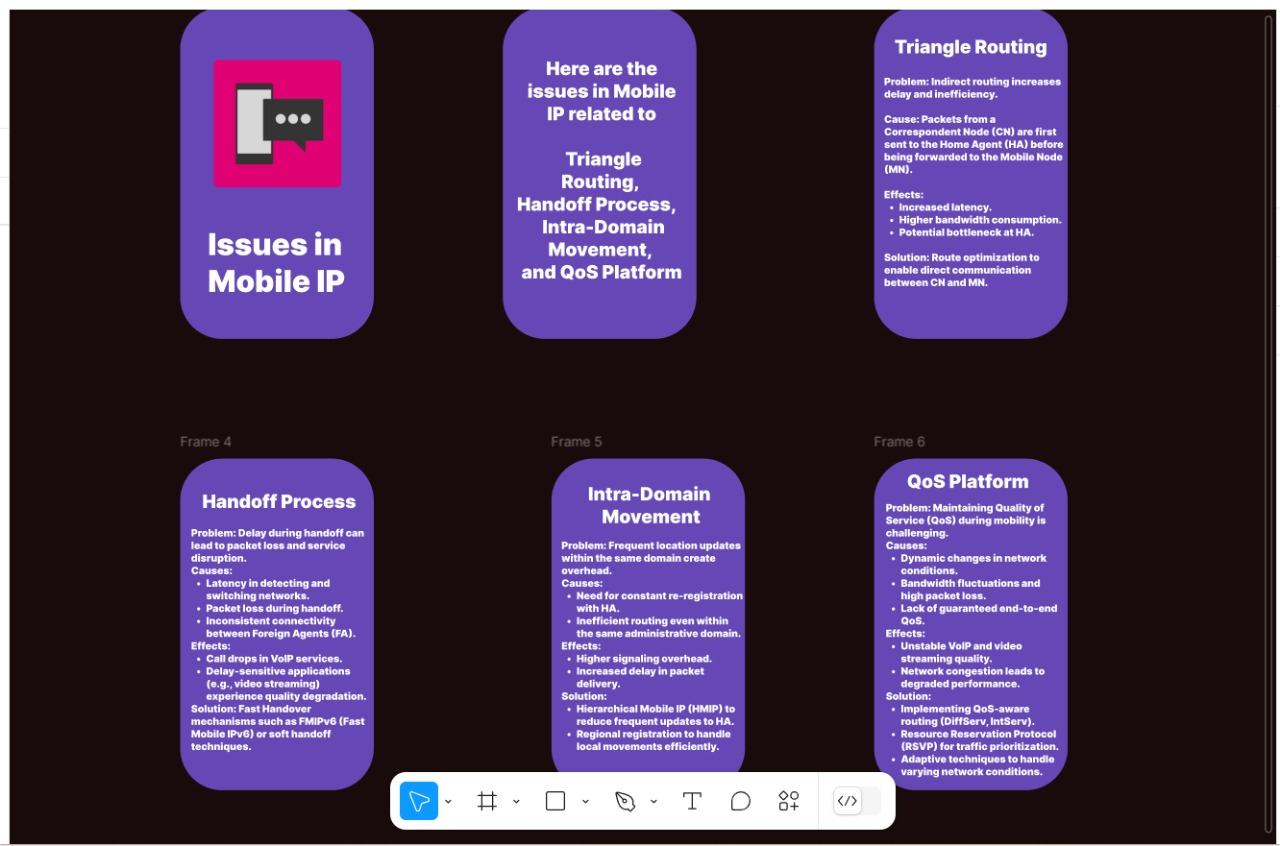 Issues in
Mobile IP
Here are the
issues in Mobile
IP related to
Triangle
Routing,
Handoff Process,
Intra-Domain
Movement,
and QoS Platform
Triangle Routing
Problem: Indirect routing increases
delay and inefficiency.
Cause: Packets from a
Correspondent Node (CN) are first
sent to the Home Agent (HA) before
being forwarded to the Mobile Node
(MN).
Effects:
• Increased latency.
• Higher bandwidth consumption.
• Potential bottleneck at HA.
Solution: Route optimization to
enable direct communication
between CN and MN.
Frame 4
Handoff Process
Problem: Delay during handoff can
lead to packet loss and service
disruption.
Causes:
• Latency in detecting and
switching networks.
• Packet loss during handoff.
• Inconsistent connectivity
between Foreign Agents (FA).
Effects:
• Call drops in VoIP services.
• Delay-sensitive applications
(e.g., video streaming)
experience quality degradation.
Solution: Fast Handover
mechanisms such as FMIPv6 (Fast
Mobile IPv6) or soft handoff
techniques.
Frame 5
Intra-Domain
Movement
Problem: Frequent location updates
within the same domain create
overhead.
Causes:
• Need for constant re-registration
with HA.
• Inefficient routing even within
the same administrative domain.
Effects:
• Higher signaling overhead.
• Increased delay in packet
delivery.
Solution:
• Hierarchical Mobile IP (HMIP) to
reduce frequent updates to HA.
• Regional registration to handle
local movements efficiently.
Frame 6
QoS Platform
Problem: Maintaining Quality of
Service (QoS) during mobility is
challenging.
Causes:
• Dynamic changes in network
conditions.
• Bandwidth fluctuations and
high packet loss.
• Lack of guaranteed end-to-end
QoS.
Effects:
• Unstable VoIP and video
streaming quality.
• Network congestion leads to
degraded performance.
Solution:
• Implementing QoS-aware
routing (DiffServ, IntServ).
• Resource Reservation Protocol
(RSVP) for traffic prioritization.
• Adaptive techniques to handle
varying network conditions.